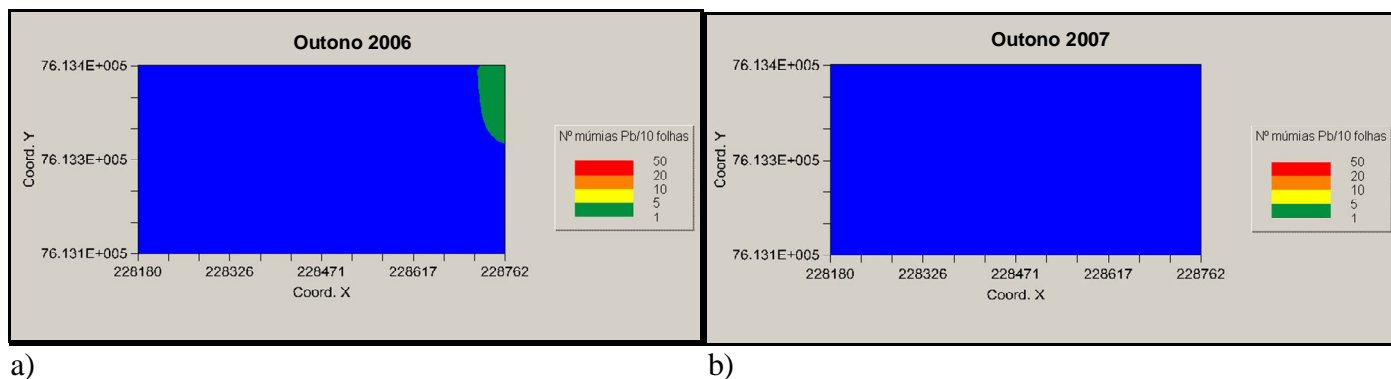 Outono 2006
76.134E+005
76.133E+005
76.131E+005
Coord. Y
228180 228326 228471 228617 228762
Coord. X
Nº múmias Pb/10 folhas
50
20
10
5
1
a)
Outono 2007
76.134E+005
76.133E+005
76.131E+005
Coord. Y
228180 228326 228471 228617 228762
Coord. X
Nº múmias Pb/10 folhas
50
20
10
5
1
b)